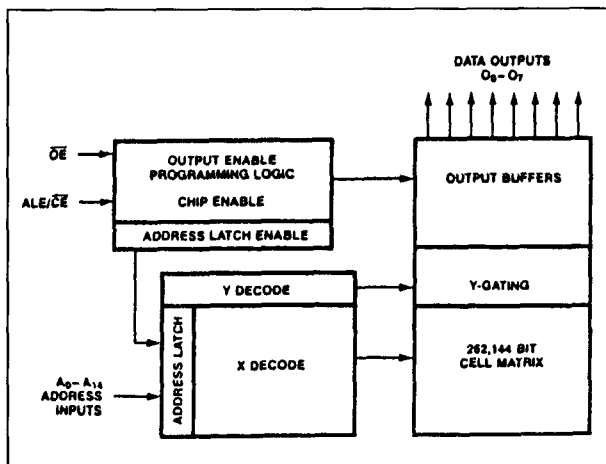 DATA OUTPUTS
O₀–O₇
OE
OUTPUT ENABLE
PROGRAMMING LOGIC
OUTPUT BUFFERS
ALE/CE
CHIP ENABLE
ADDRESS LATCH ENABLE
Y DECODE
Y-GATING
ADDRESS LATCH
X DECODE
262,144 BIT
CELL MATRIX
A₀–A₁₄
ADDRESS
INPUTS